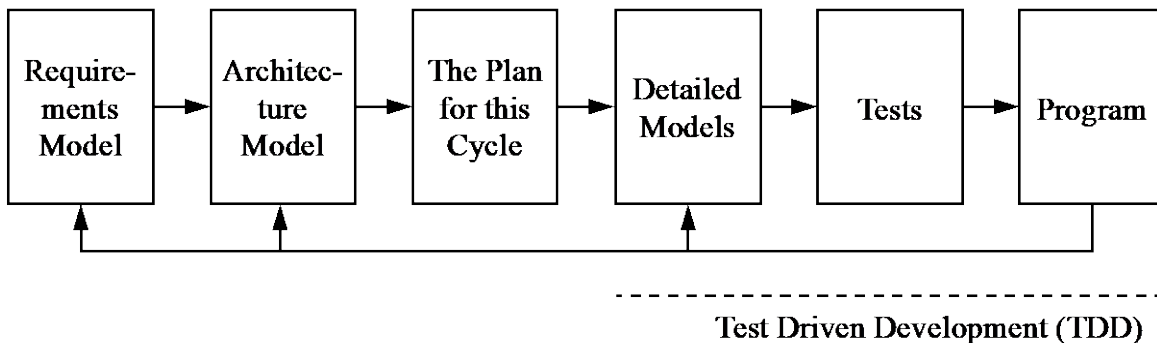 Require-
ments
Model
Architec-
ture
Model
The Plan
for this
Cycle
Detailed
Models
Tests
Program
Test Driven Development (TDD)